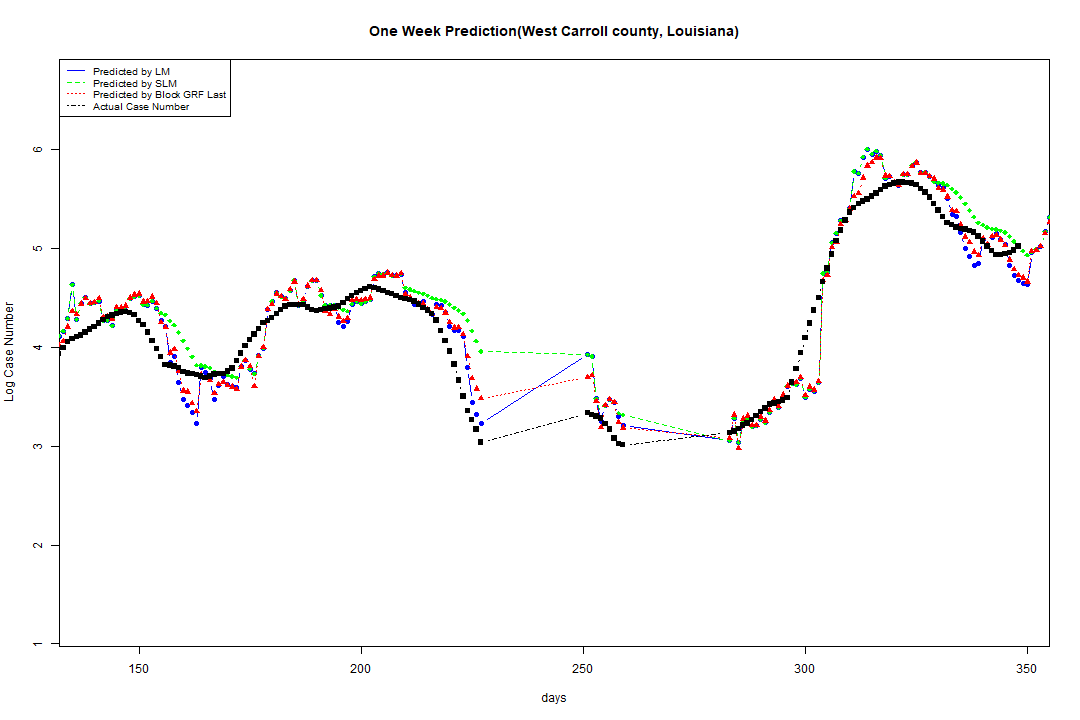 One Week Prediction(West Carroll county, Louisiana)
Predicted by LM
Predicted by SLM
Predicted by Block GRF Last
Actual Case Number
Log Case Number
6
5
4
3
2
1
150 200 250 300 350
days